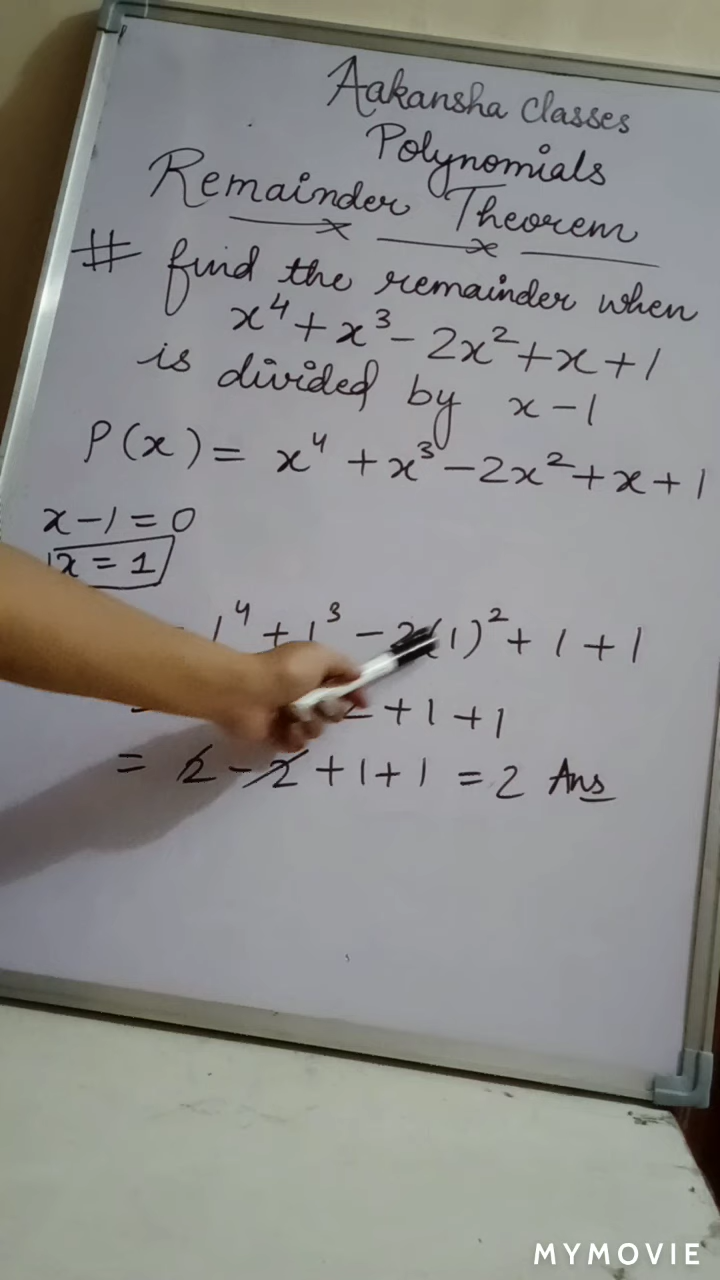 Aakansha Classes
Polynomials
Remainder Theorem
# find the remainder when
x⁴ + x³ - 2x² + x + 1
is divided by x - 1
P(x) = x⁴ + x³ - 2x² + x + 1
x - 1 = 0
x = 1
1⁴ + 1³ - 2(1)² + 1 + 1
2 + 1 + 1
= 2 - 2 + 1 + 1 = 2 Ans
MYMOVIE